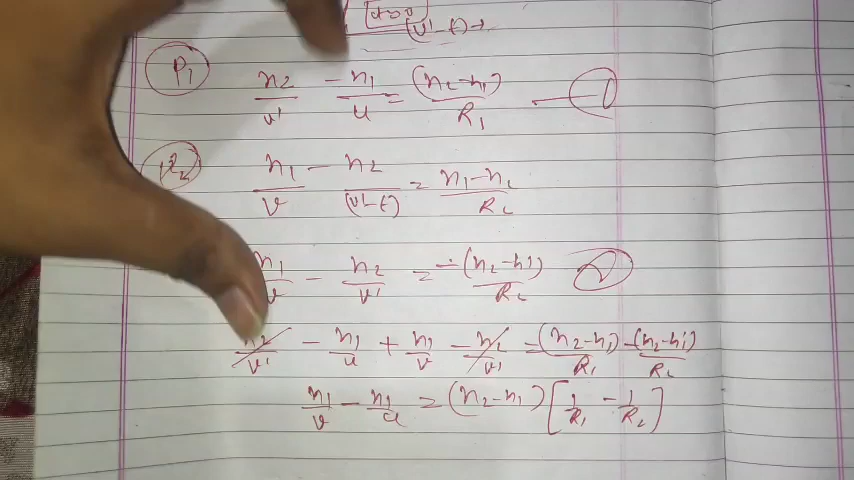 (v'-t)→
P₁ n₂/v' - n₁/u = (n₂-n₁)/R₁ — ①
n₁/v - n₂/(v'-t) = n₁-n₂/R₂
n₁/v - n₂/v' = -(n₂-n₁)/R₂ ②
n₂/v' - n₁/u + n₁/v - n₂/v' = (n₂-n₁)/R₁ - (n₂-n₁)/R₂
n₁/v - n₁/u = (n₂-n₁)[1/R₁ - 1/R₂]